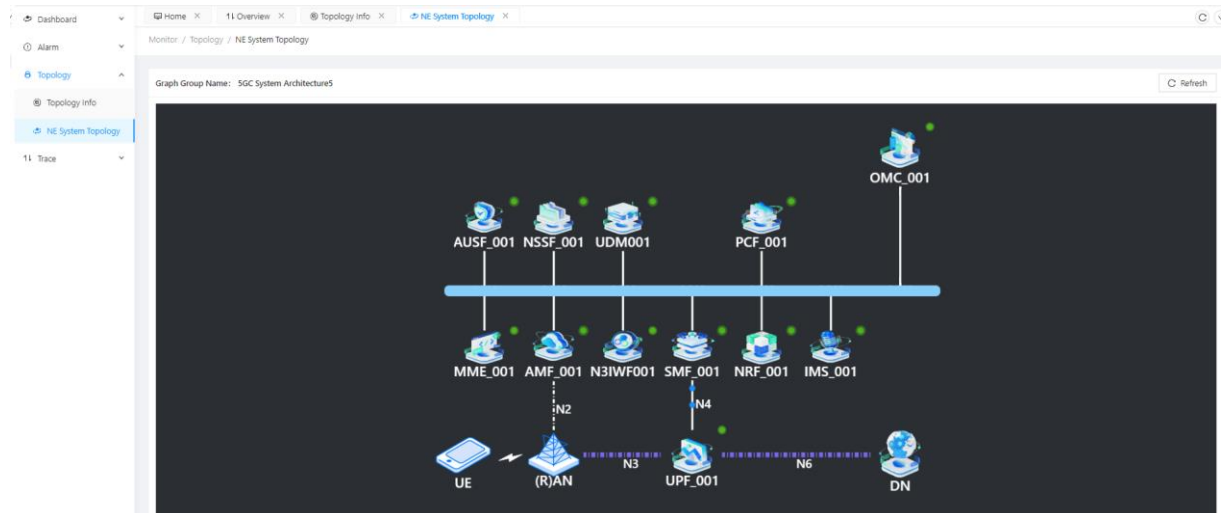 Dashboard
Home
Overview
Topology Info
NE System Topology
Alarm
Monitor / Topology / NE System Topology
Topology
Graph Group Name: 5GC System Architecture5
Refresh
Topology Info
NE System Topology
Trace
OMC_001
AUSF_001 NSSF_001 UDM001 PCF_001
MME_001 AMF_001 N3IWF001 SMF_001 NRF_001 IMS_001
N2 N4
N3 N6
UE (R)AN UPF_001 DN